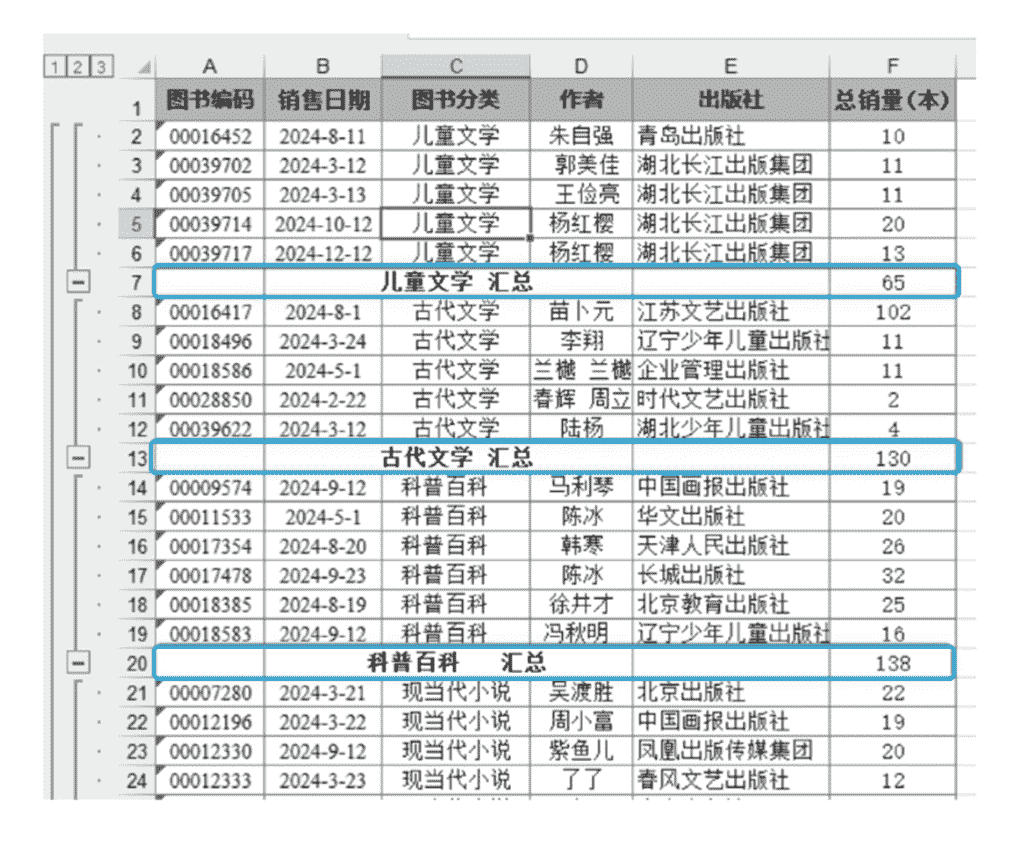 1 2 3 A B C D E F
1 图书编码 销售日期 图书分类 作者 出版社 总销量(本)
2 00016452 2024-8-11 儿童文学 朱自强 青岛出版社 10
3 00039702 2024-3-12 儿童文学 郭美佳 湖北长江出版集团 11
4 00039705 2024-3-13 儿童文学 王俭亮 湖北长江出版集团 11
5 00039714 2024-10-12 儿童文学 杨红樱 湖北长江出版集团 20
6 00039717 2024-12-12 儿童文学 杨红樱 湖北长江出版集团 13
7 儿童文学 汇总 65
8 00016417 2024-8-1 古代文学 苗卜元 江苏文艺出版社 102
9 00018496 2024-3-24 古代文学 李翔 辽宁少年儿童出版社 11
10 00018586 2024-5-1 古代文学 兰樾 兰樾 企业管理出版社 11
11 00028850 2024-2-22 古代文学 春辉 周立 时代文艺出版社 2
12 00039622 2024-3-12 古代文学 陆杨 湖北少年儿童出版社 4
13 古代文学 汇总 130
14 00009574 2024-9-12 科普百科 马利琴 中国画报出版社 19
15 00011533 2024-5-1 科普百科 陈冰 华文出版社 20
16 00017354 2024-8-20 科普百科 韩寒 天津人民出版社 26
17 00017478 2024-9-23 科普百科 陈冰 长城出版社 32
18 00018385 2024-8-19 科普百科 徐井才 北京教育出版社 25
19 00018583 2024-9-12 科普百科 冯秋明 辽宁少年儿童出版社 16
20 科普百科 汇总 138
21 00007280 2024-3-21 现当代小说 吴渡胜 北京出版社 22
22 00012196 2024-3-22 现当代小说 周小富 中国画报出版社 19
23 00012330 2024-9-12 现当代小说 紫鱼儿 凤凰出版传媒集团 20
24 00012333 2024-3-23 现当代小说 了了 春风文艺出版社 12